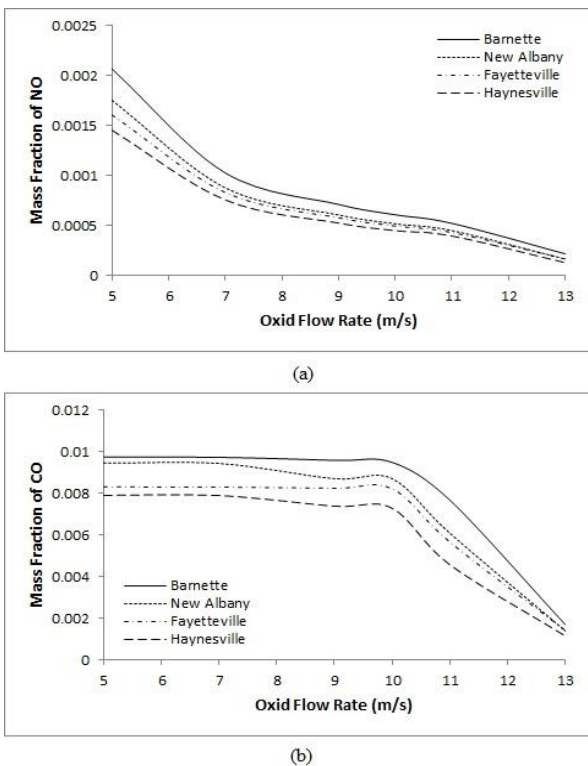 0.0025
0.002
0.0015
0.001
0.0005
0
Mass Fraction of NO
Barnette
New Albany
Fayetteville
Haynesville
5 6 7 8 9 10 11 12 13
Oxid Flow Rate (m/s)
(a)
0.012
0.01
0.008
0.006
0.004
0.002
0
Mass Fraction of CO
Barnette
New Albany
Fayetteville
Haynesville
5 6 7 8 9 10 11 12 13
Oxid Flow Rate (m/s)
(b)